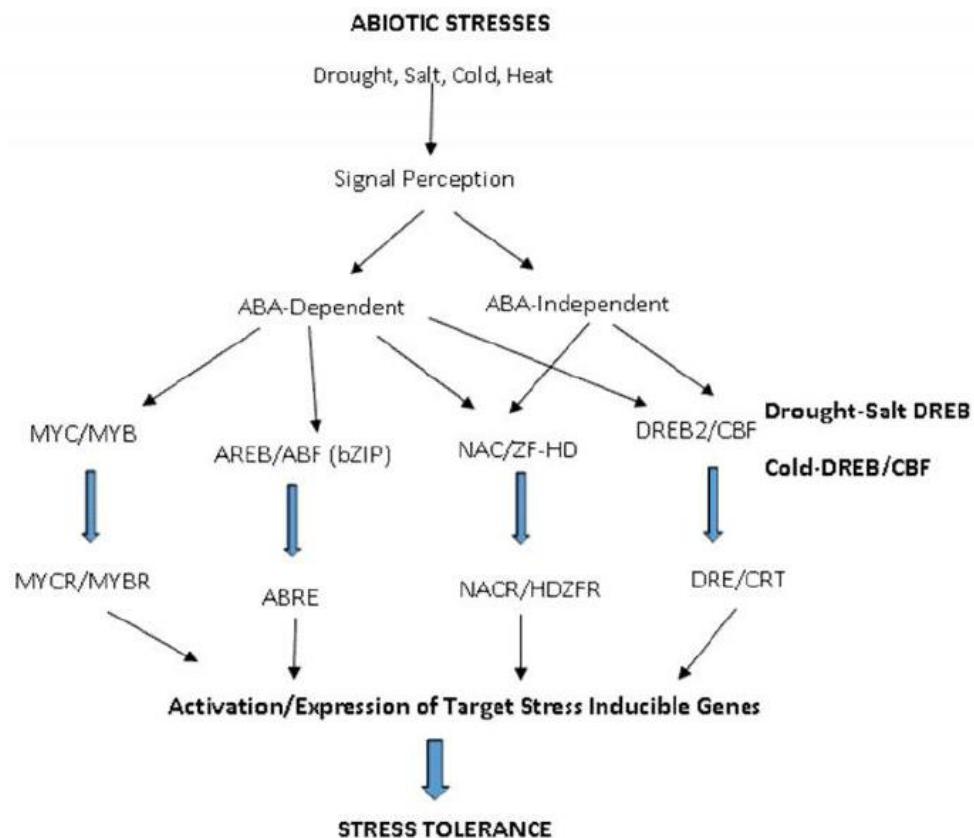 ABIOTIC STRESSES
Drought, Salt, Cold, Heat
Signal Perception
ABA-Dependent
ABA-Independent
MYC/MYB
AREB/ABF (bZIP)
NAC/ZF-HD
DREB2/CBF
Drought-Salt DREB
Cold-DREB/CBF
MYCR/MYBR
ABRE
NACR/HDZFR
DRE/CRT
Activation/Expression of Target Stress Inducible Genes
STRESS TOLERANCE